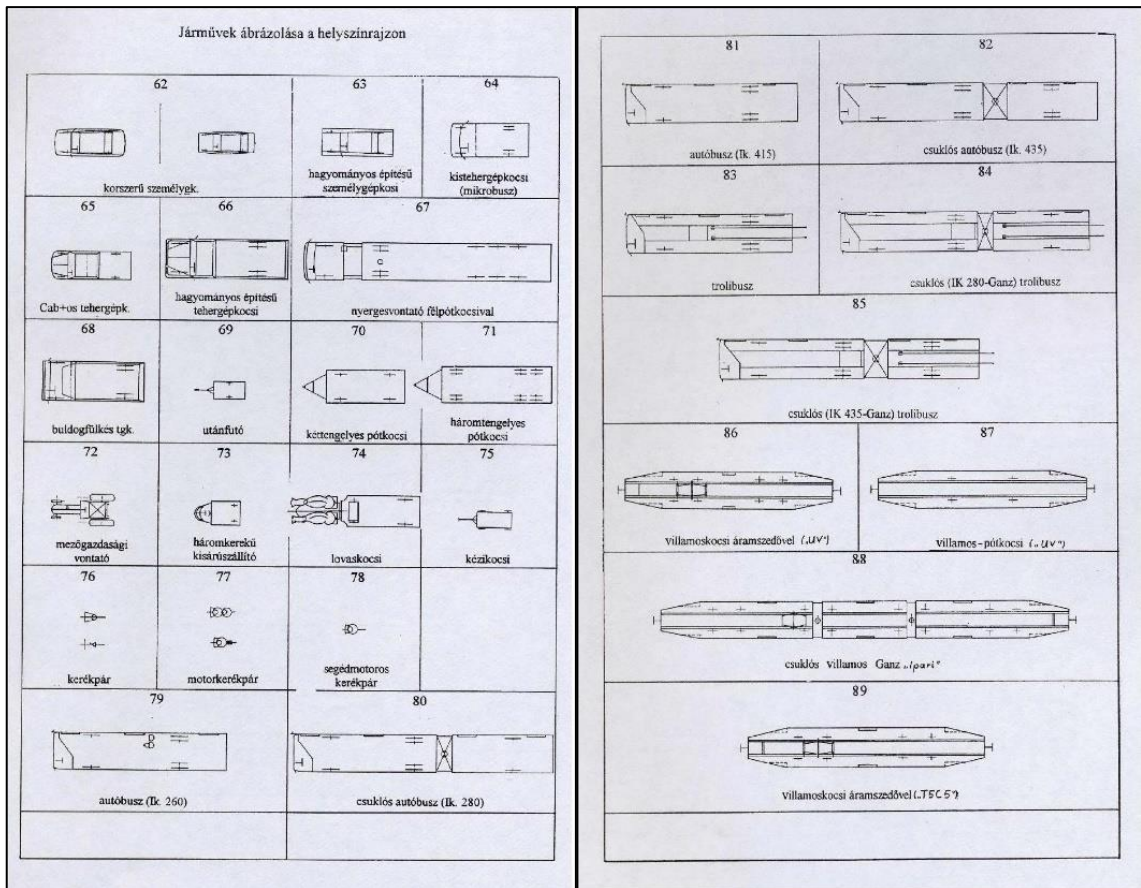 Járművek ábrázolása a helyszínrajzon
62 63 64
korszerű személygk.
hagyományos építésű
személygépkosi
kistehergépkocsi
(mikrobusz)
65 66 67
Cab+os tehergépk.
hagyományos építésű
tehergépkocsi
nyergesvontató félpótkocsival
68 69 70 71
buldogfülkés tgk.
utánfutó
kéttengelyes pótkocsi
háromtengelyes
pótkocsi
72 73 74 75
mezőgazdasági
vontató
háromkerekű
kisárúszállító
lovaskocsi
kézikocsi
76 77 78
kerékpár
motorkerékpár
segédmotoros
kerékpár
79 80
autóbusz (Ik. 260)
csuklós autóbusz (Ik. 280)
81 82
autóbusz (Ik. 415)
csuklós autóbusz (Ik. 435)
83 84
trolibusz
csuklós (IK 280-Ganz) trolibusz
85
csuklós (IK 435-Ganz) trolibusz
86 87
villamoskocsi áramszedővel („UV")
villamos-pótkocsi („UV")
88
csuklós villamos Ganz „Ipari"
89
villamoskocsi áramszedővel („T5C5")